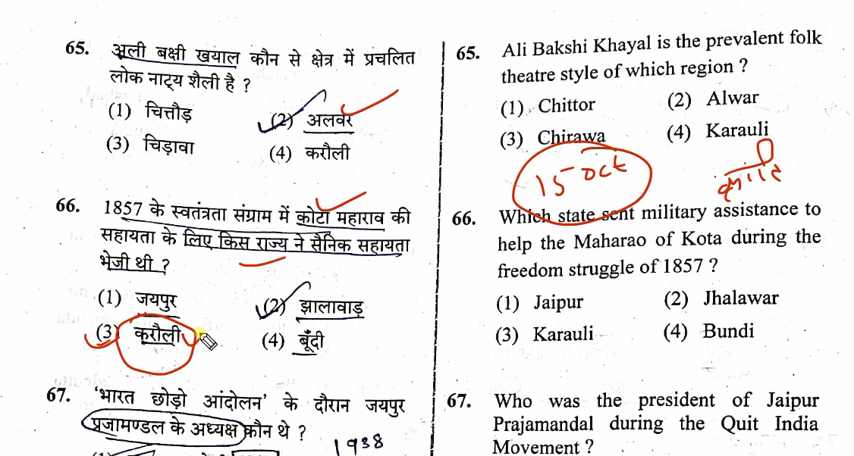 65. अली बक्षी खयाल कौन से क्षेत्र में प्रचलित
लोक नाट्य शैली है ?
(1) चित्तौड़ (2) अलवर
(3) चिड़ावा (4) करौली
66. 1857 के स्वतंत्रता संग्राम में कोटा महाराव की
सहायता के लिए किस राज्य ने सैनिक सहायता
भेजी थी ?
(1) जयपुर (2) झालावाड़
(3) करौली (4) बूँदी
67. 'भारत छोड़ो आंदोलन' के दौरान जयपुर
प्रजामण्डल के अध्यक्ष कौन थे ?
1938
65. Ali Bakshi Khayal is the prevalent folk
theatre style of which region ?
(1) Chittor (2) Alwar
(3) Chirawa (4) Karauli
15 oct
66. Which state sent military assistance to
help the Maharao of Kota during the
freedom struggle of 1857 ?
(1) Jaipur (2) Jhalawar
(3) Karauli (4) Bundi
67. Who was the president of Jaipur
Prajamandal during the Quit India
Movement ?